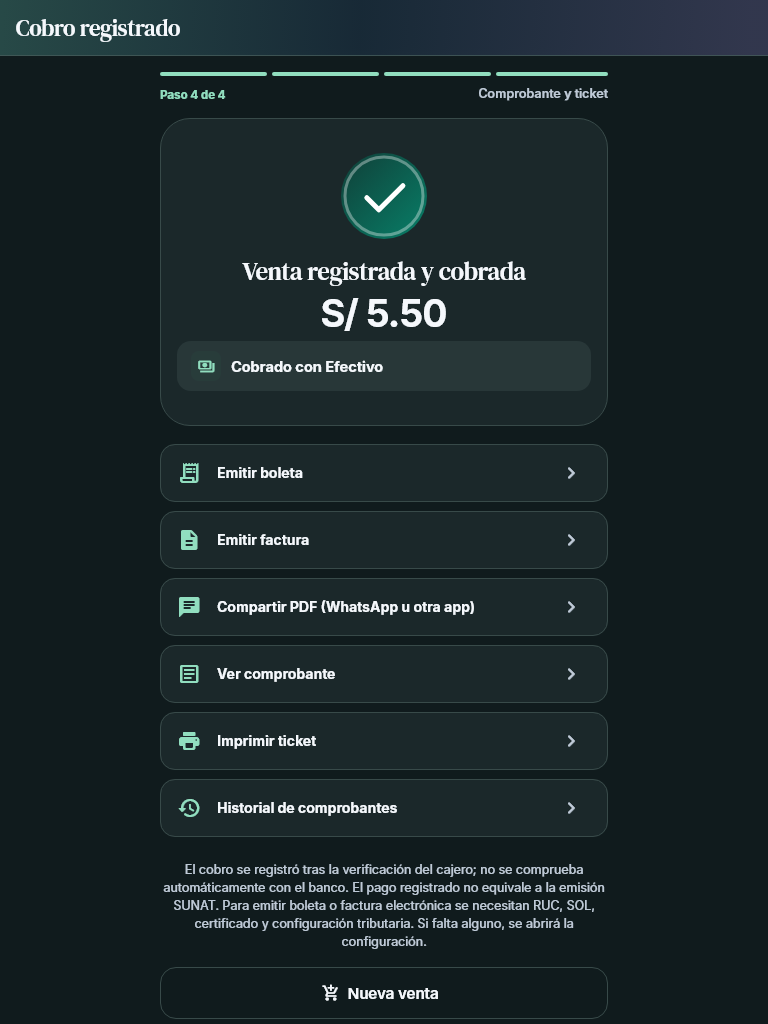 Cobro registrado
Paso 4 de 4
Comprobante y ticket
Venta registrada y cobrada
S/ 5.50
Cobrado con Efectivo
Emitir boleta
Emitir factura
Compartir PDF (WhatsApp u otra app)
Ver comprobante
Imprimir ticket
Historial de comprobantes
El cobro se registró tras la verificación del cajero; no se comprueba
automáticamente con el banco. El pago registrado no equivale a la emisión
SUNAT. Para emitir boleta o factura electrónica se necesitan RUC, SOL,
certificado y configuración tributaria. Si falta alguno, se abrirá la
configuración.
Nueva venta